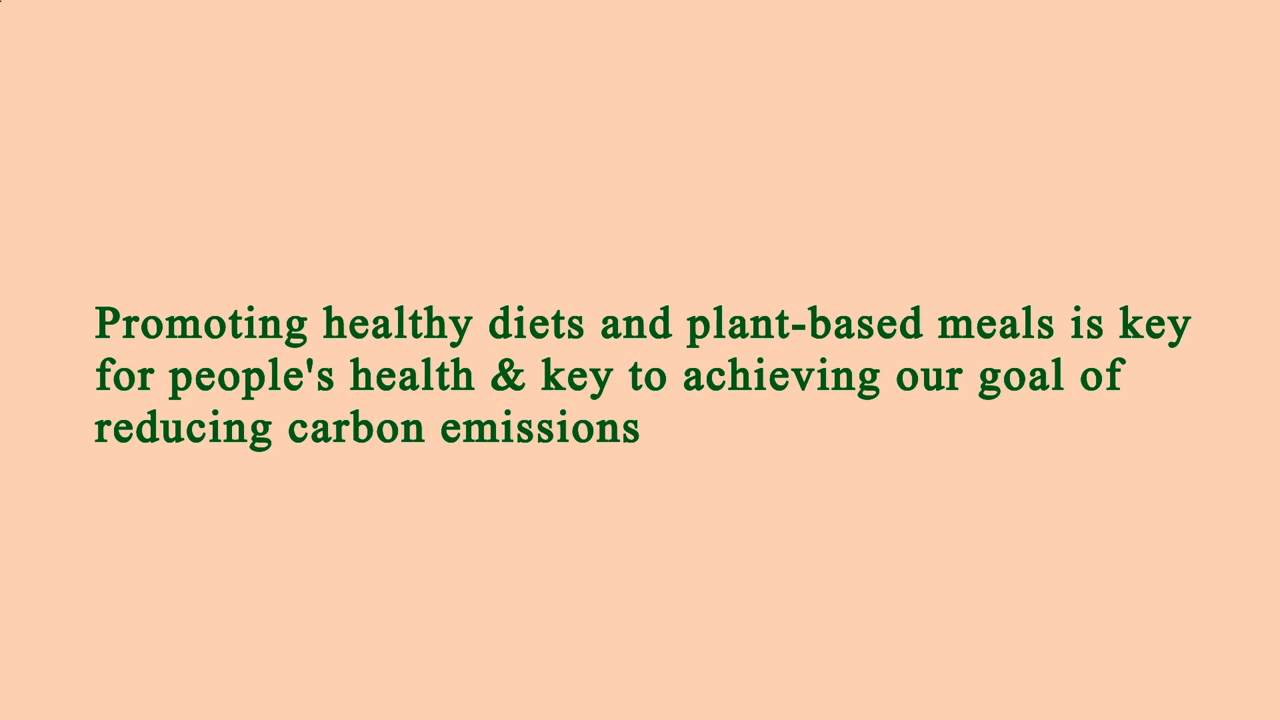 Promoting healthy diets and plant-based meals is key
for people's health & key to achieving our goal of
reducing carbon emissions